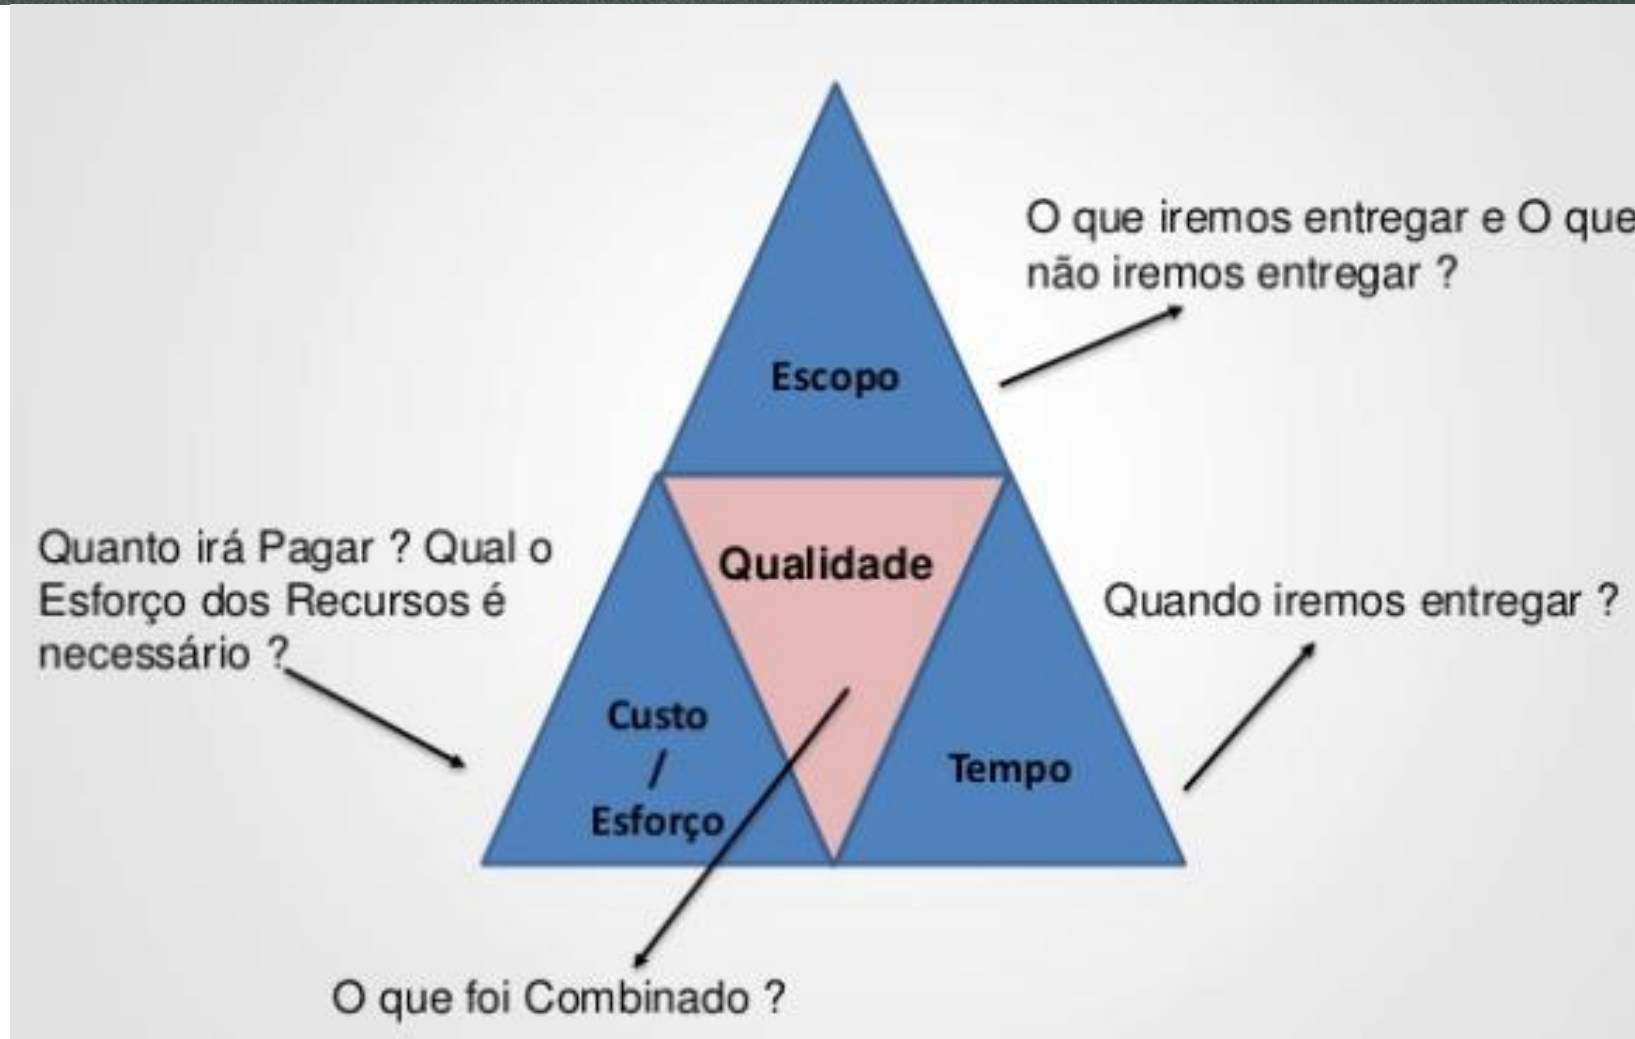 O que iremos entregar e O que
não iremos entregar ?
Escopo
Quanto irá Pagar ? Qual o
Esforço dos Recursos é
necessário ?
Qualidade
Quando iremos entregar ?
Custo
/
Esforço
Tempo
O que foi Combinado ?